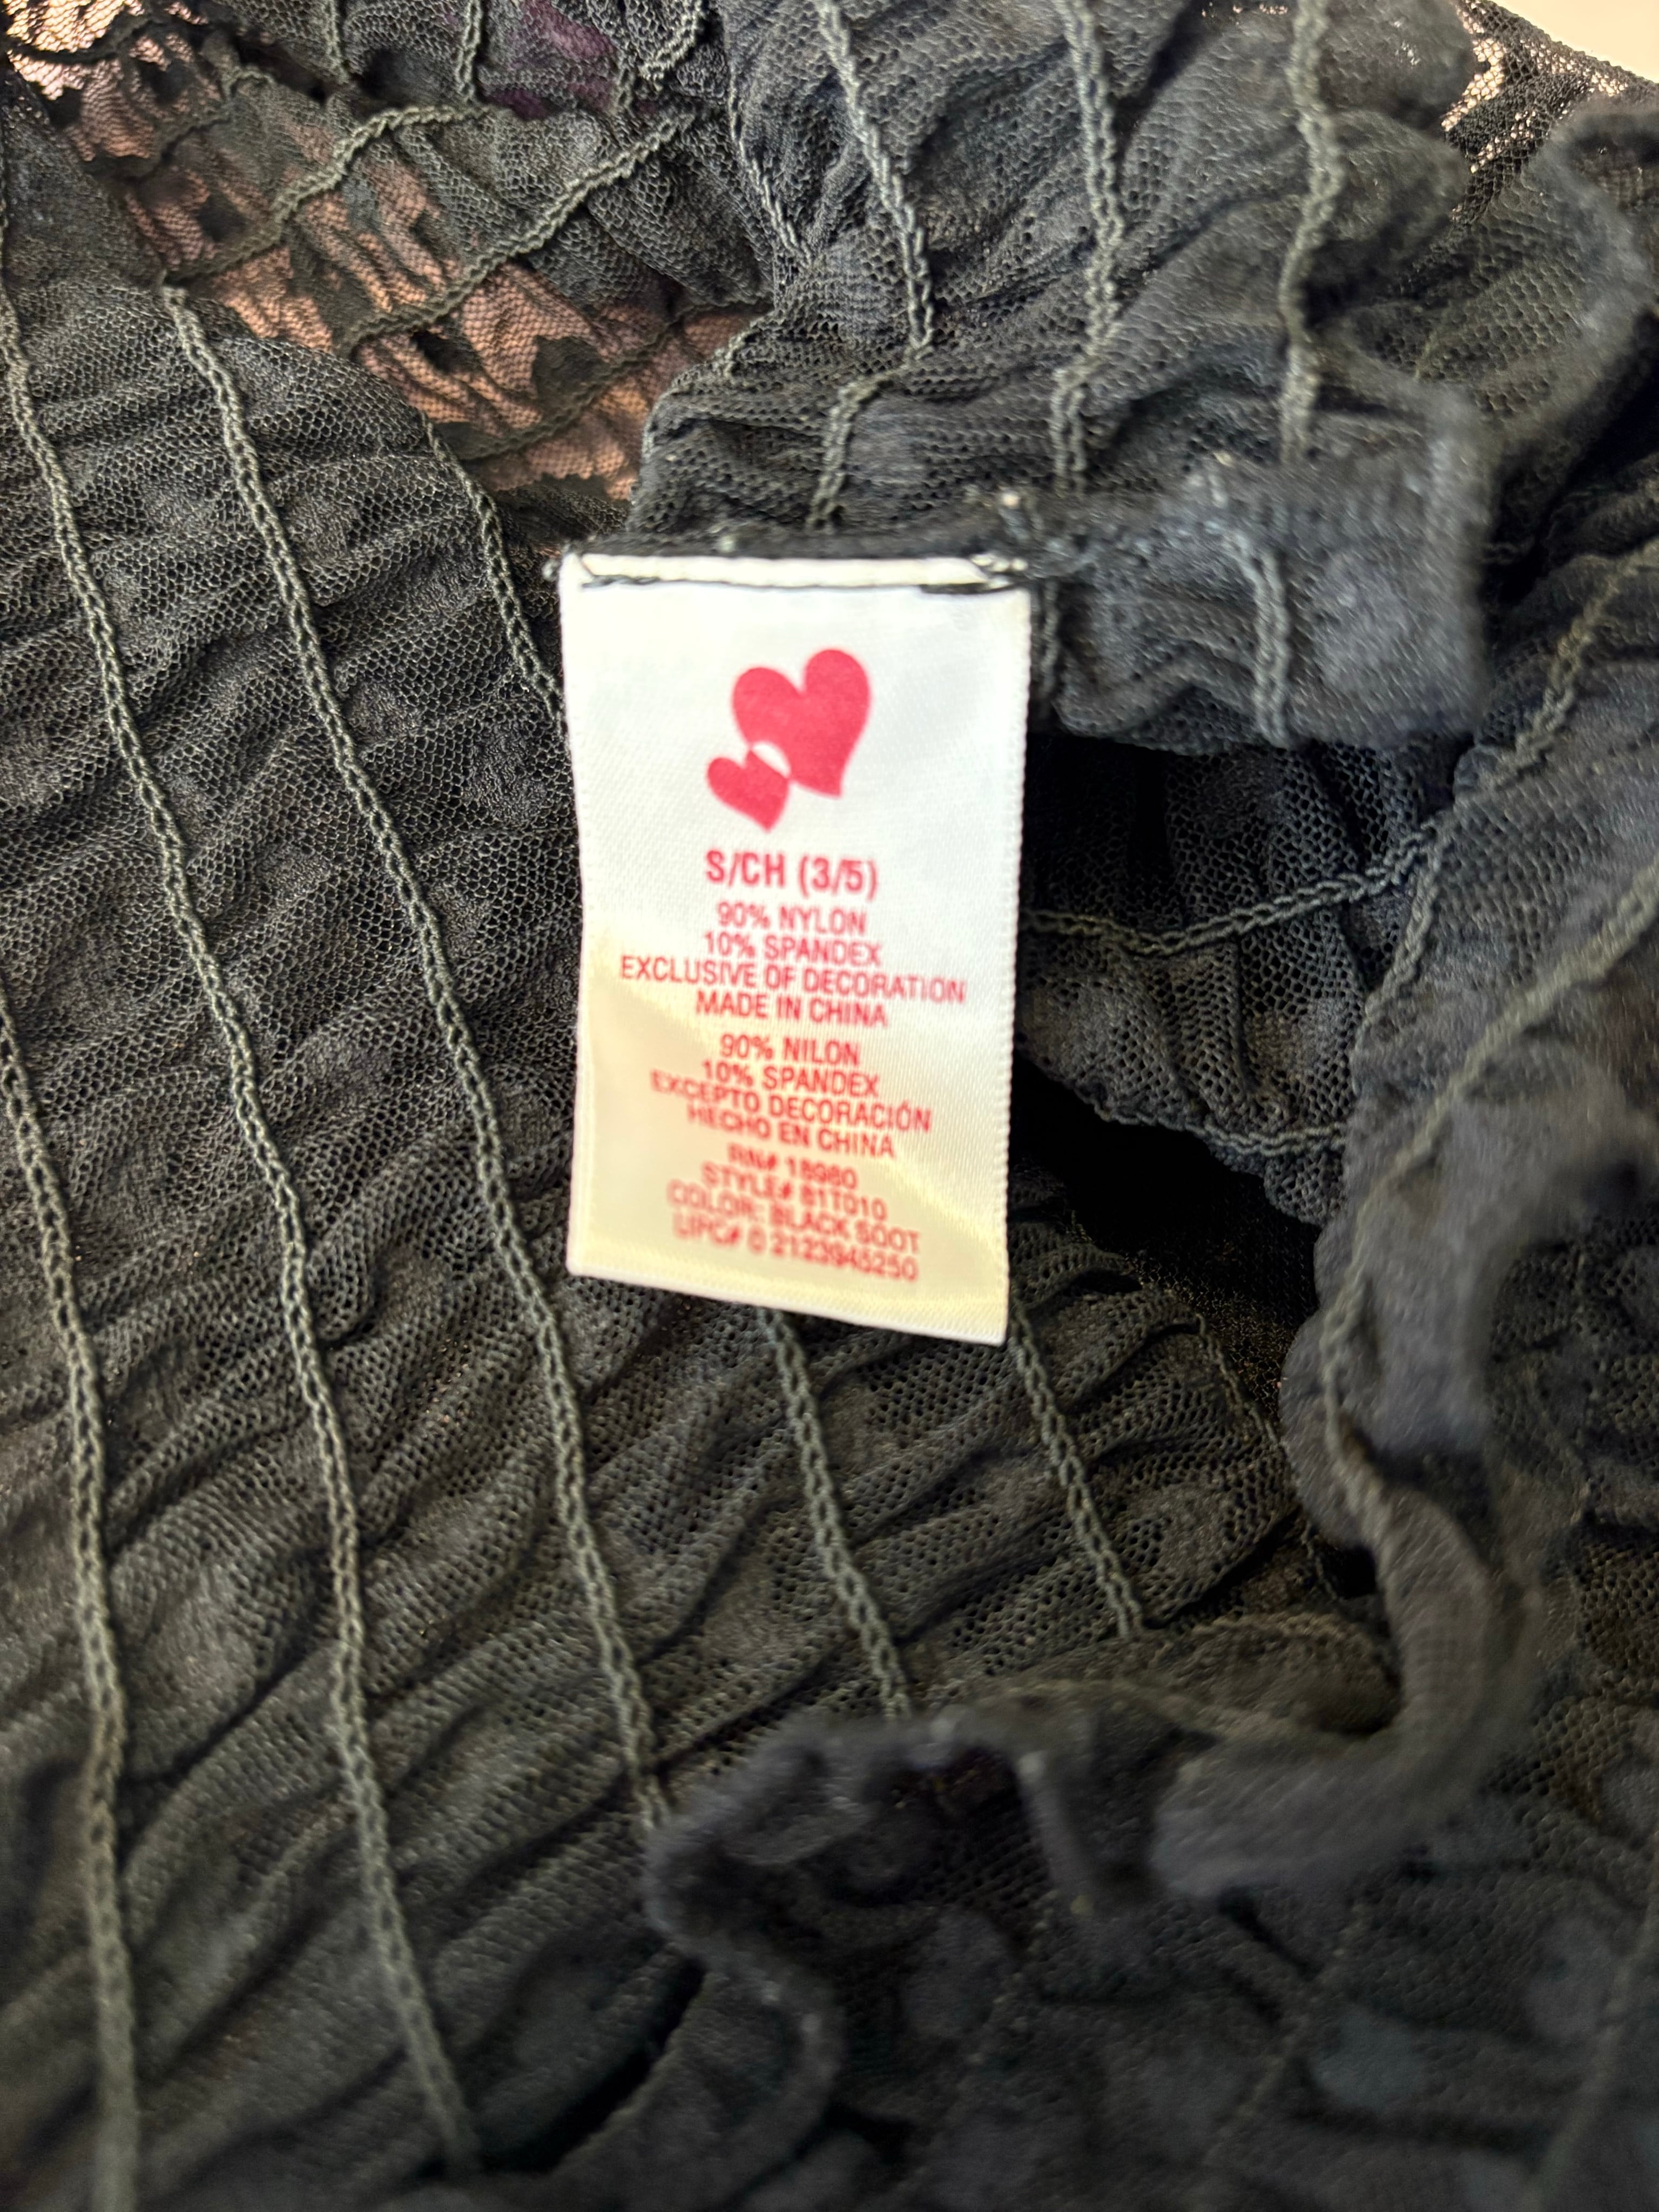 S/CH (3/5)
90% NYLON
10% SPANDEX
EXCLUSIVE OF DECORATION
MADE IN CHINA
90% NILON
10% SPANDEX
EXCEPTO DECORACIÓN
HECHO EN CHINA
RN# 18980
STYLE# 81T010
COLOR: BLACK SOOT
UPC# 0 2123945250